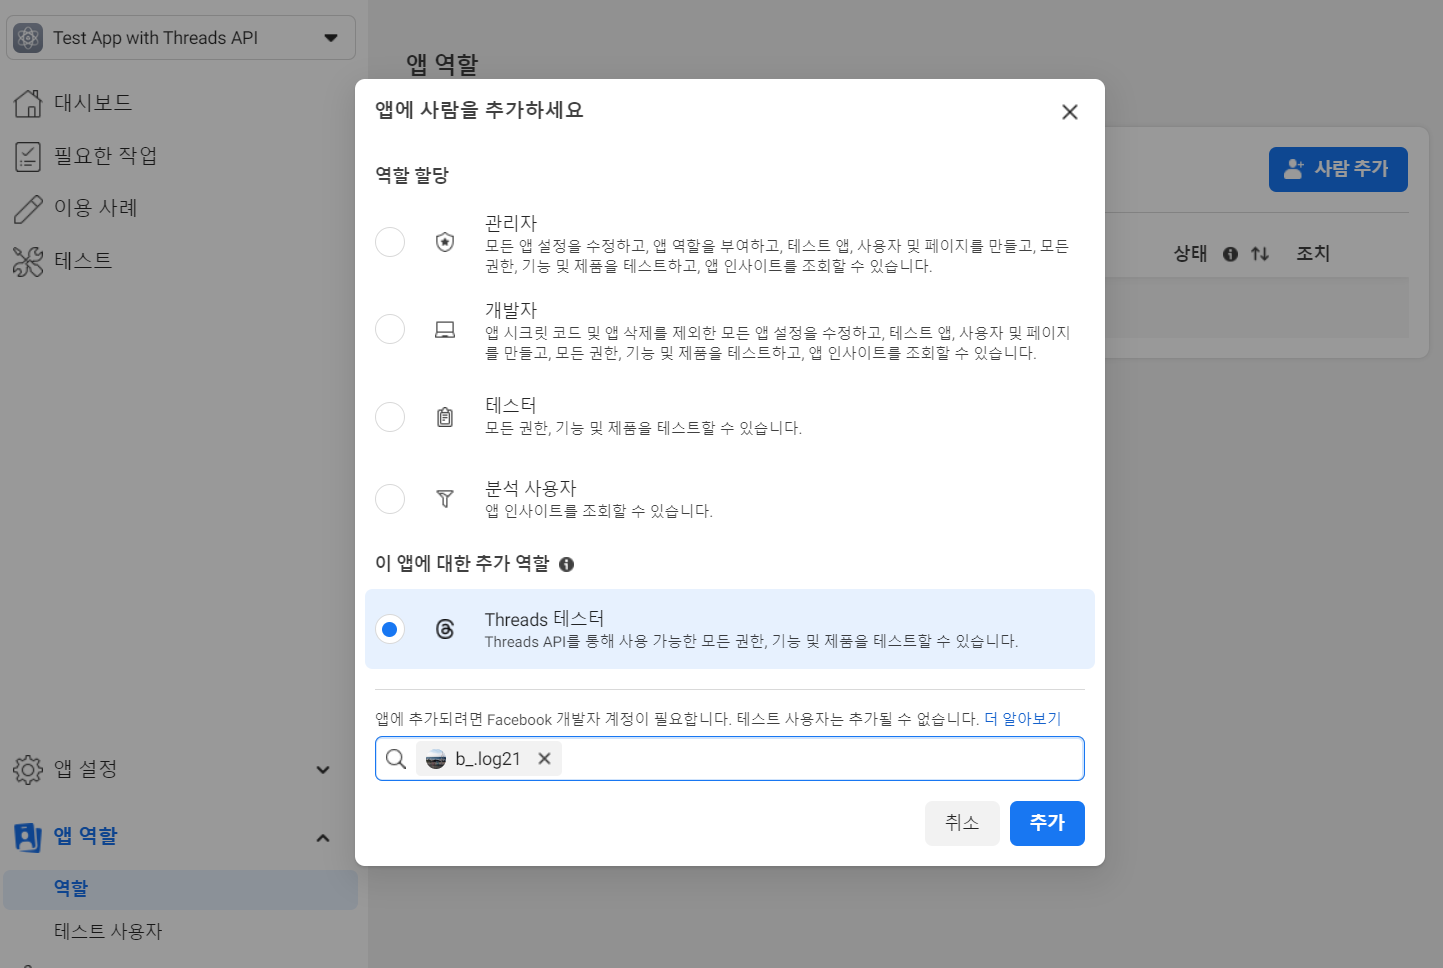 Test App with Threads API
대시보드
필요한 작업
이용 사례
테스트
앱 설정
앱 역할
역할
테스트 사용자
앱 역할
사람 추가
상태
조치
앱에 사람을 추가하세요
역할 할당
관리자
모든 앱 설정을 수정하고, 앱 역할을 부여하고, 테스트 앱, 사용자 및 페이지를 만들고, 모든
권한, 기능 및 제품을 테스트하고, 앱 인사이트를 조회할 수 있습니다.
개발자
앱 시크릿 코드 및 앱 삭제를 제외한 모든 앱 설정을 수정하고, 테스트 앱, 사용자 및 페이지
를 만들고, 모든 권한, 기능 및 제품을 테스트하고, 앱 인사이트를 조회할 수 있습니다.
테스터
모든 권한, 기능 및 제품을 테스트할 수 있습니다.
분석 사용자
앱 인사이트를 조회할 수 있습니다.
이 앱에 대한 추가 역할
Threads 테스터
Threads API를 통해 사용 가능한 모든 권한, 기능 및 제품을 테스트할 수 있습니다.
앱에 추가되려면 Facebook 개발자 계정이 필요합니다. 테스트 사용자는 추가될 수 없습니다. 더 알아보기
b_.log21
취소
추가